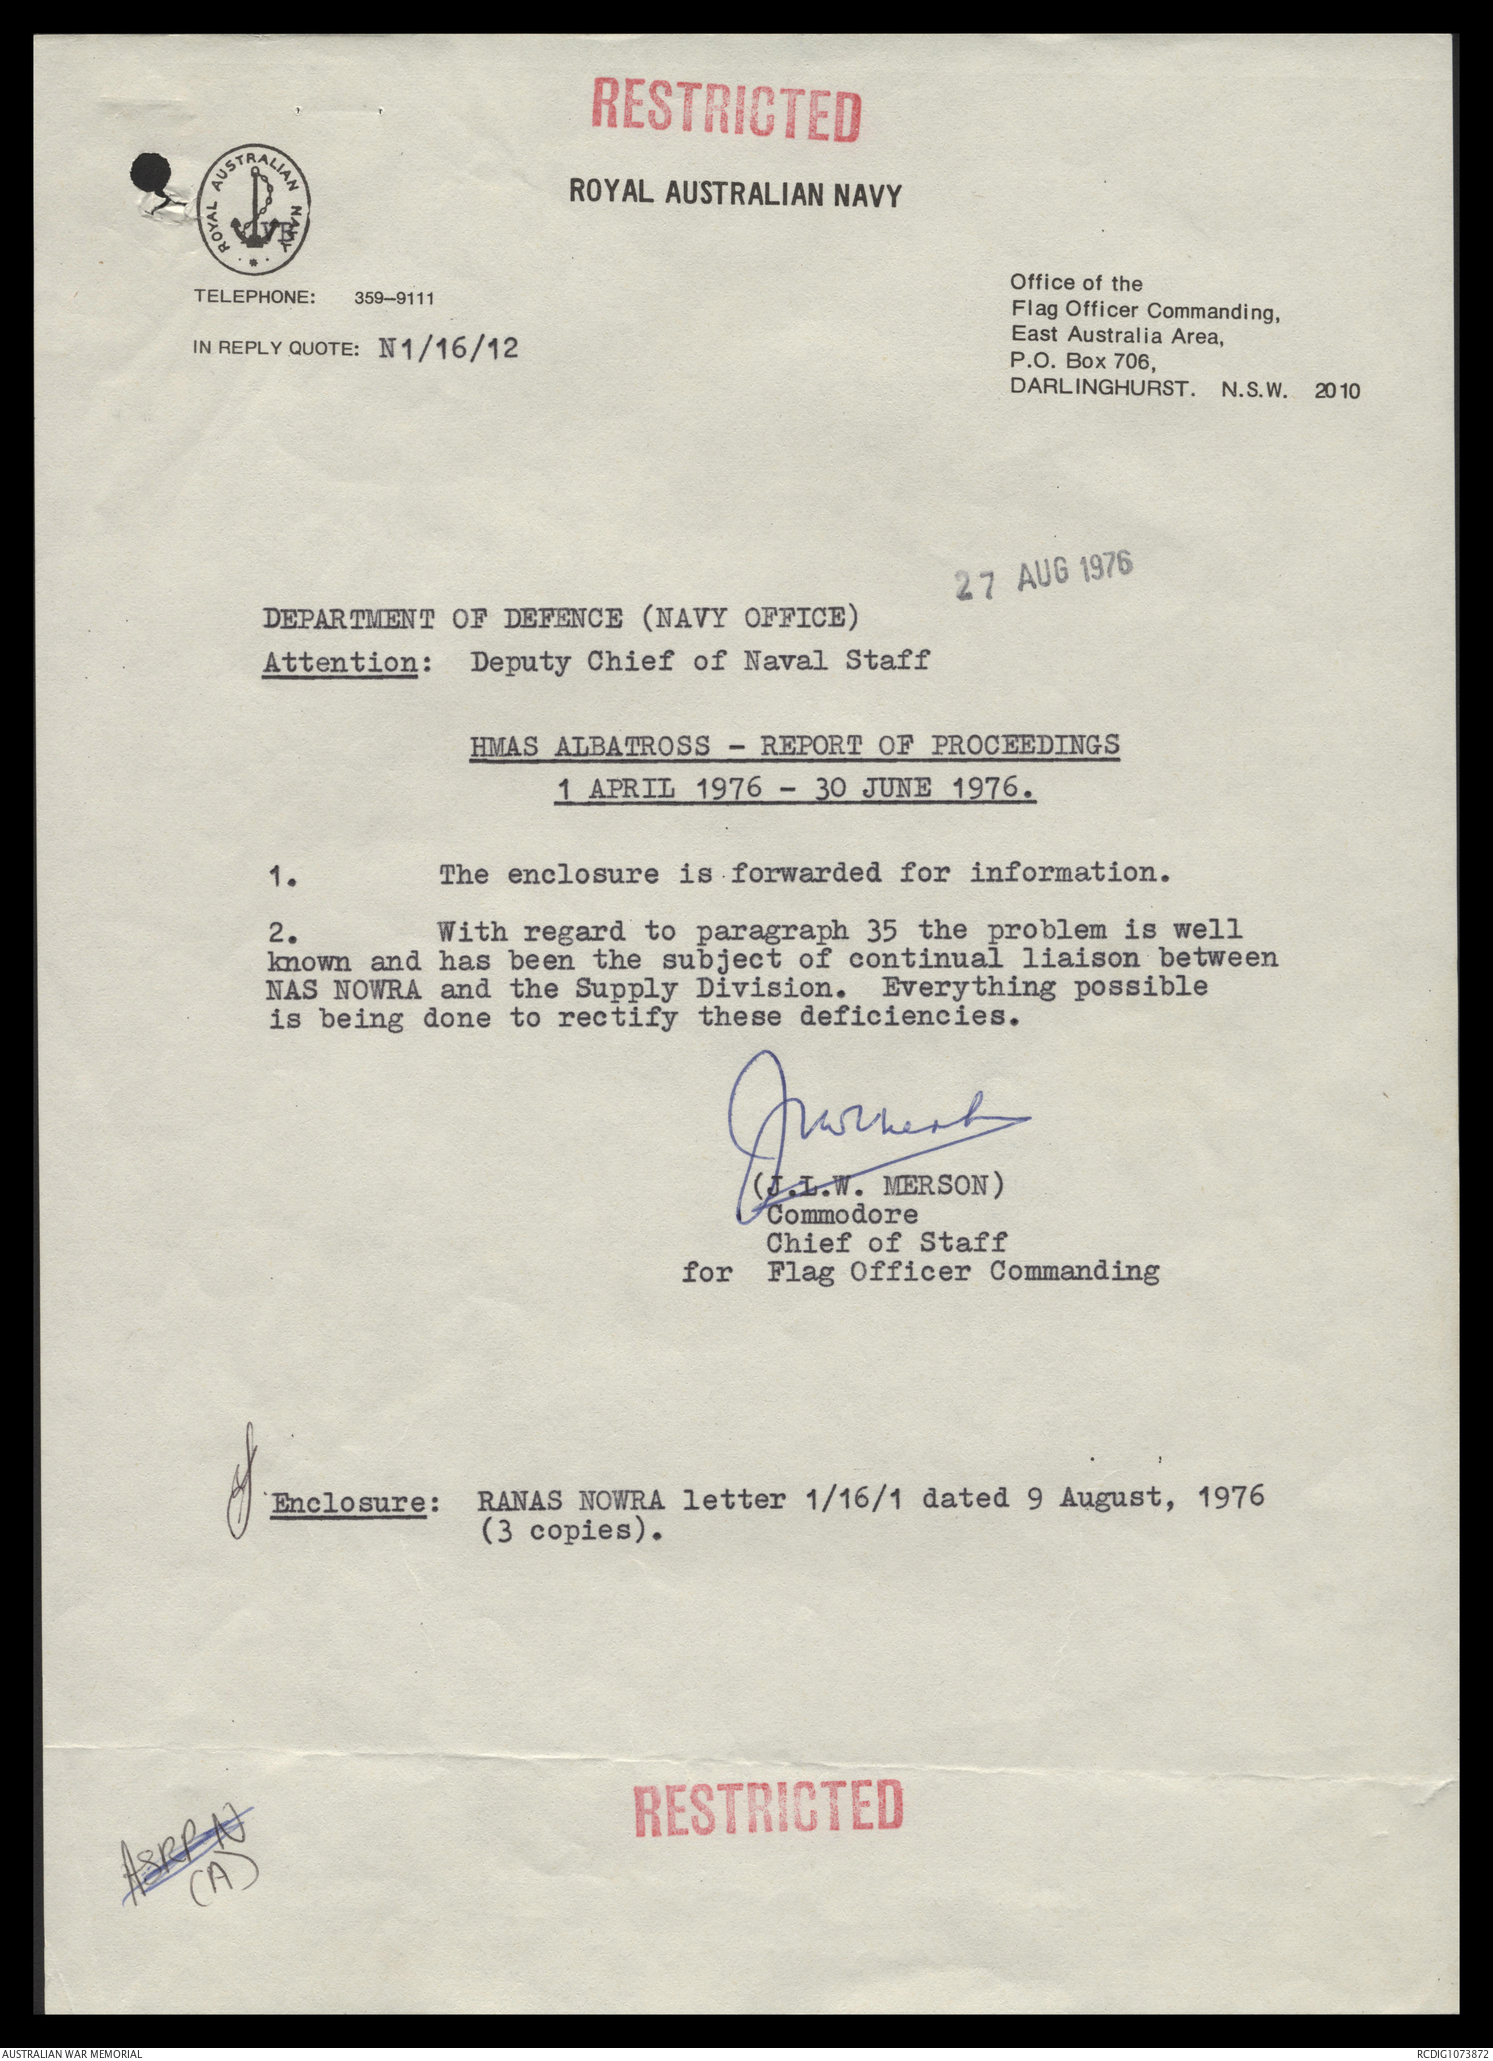 RESTRICTED
ROYAL AUSTRALIAN NAVY
ROYAL AUSTRALIAN NAVY
TELEPHONE: 359-9111
IN REPLY QUOTE: N1/16/12
Office of the
Flag Officer Commanding,
East Australia Area,
P.O. Box 706,
DARLINGHURST. N.S.W. 2010
27 AUG 1976
DEPARTMENT OF DEFENCE (NAVY OFFICE)
Attention: Deputy Chief of Naval Staff
HMAS ALBATROSS - REPORT OF PROCEEDINGS
1 APRIL 1976 - 30 JUNE 1976.
1. The enclosure is forwarded for information.
2. With regard to paragraph 35 the problem is well
known and has been the subject of continual liaison between
NAS NOWRA and the Supply Division. Everything possible
is being done to rectify these deficiencies.
(J.L.W. MERSON)
Commodore
Chief of Staff
for Flag Officer Commanding
Enclosure: RANAS NOWRA letter 1/16/1 dated 9 August, 1976
(3 copies).
RESTRICTED
(A)
AUSTRALIAN WAR MEMORIAL
RCDIG1073872